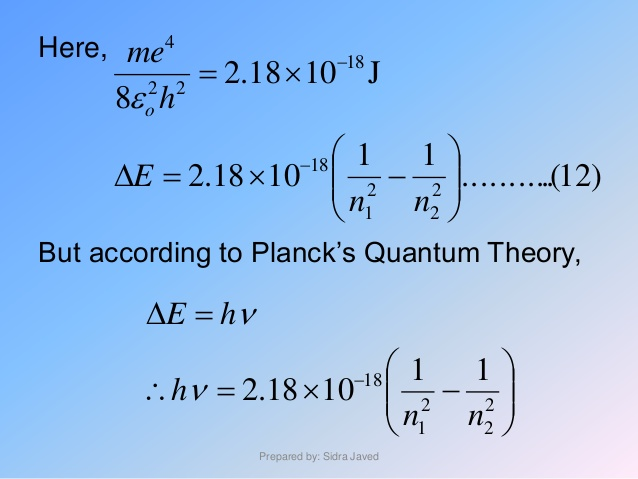 Here, me⁴ / 8εₒ²h² = 2.18×10⁻¹⁸ J
ΔE = 2.18×10⁻¹⁸ (1/n₁² − 1/n₂²)...........(12)
But according to Planck’s Quantum Theory,
ΔE = hν
∴ hν = 2.18×10⁻¹⁸ (1/n₁² − 1/n₂²)
Prepared by: Sidra Javed